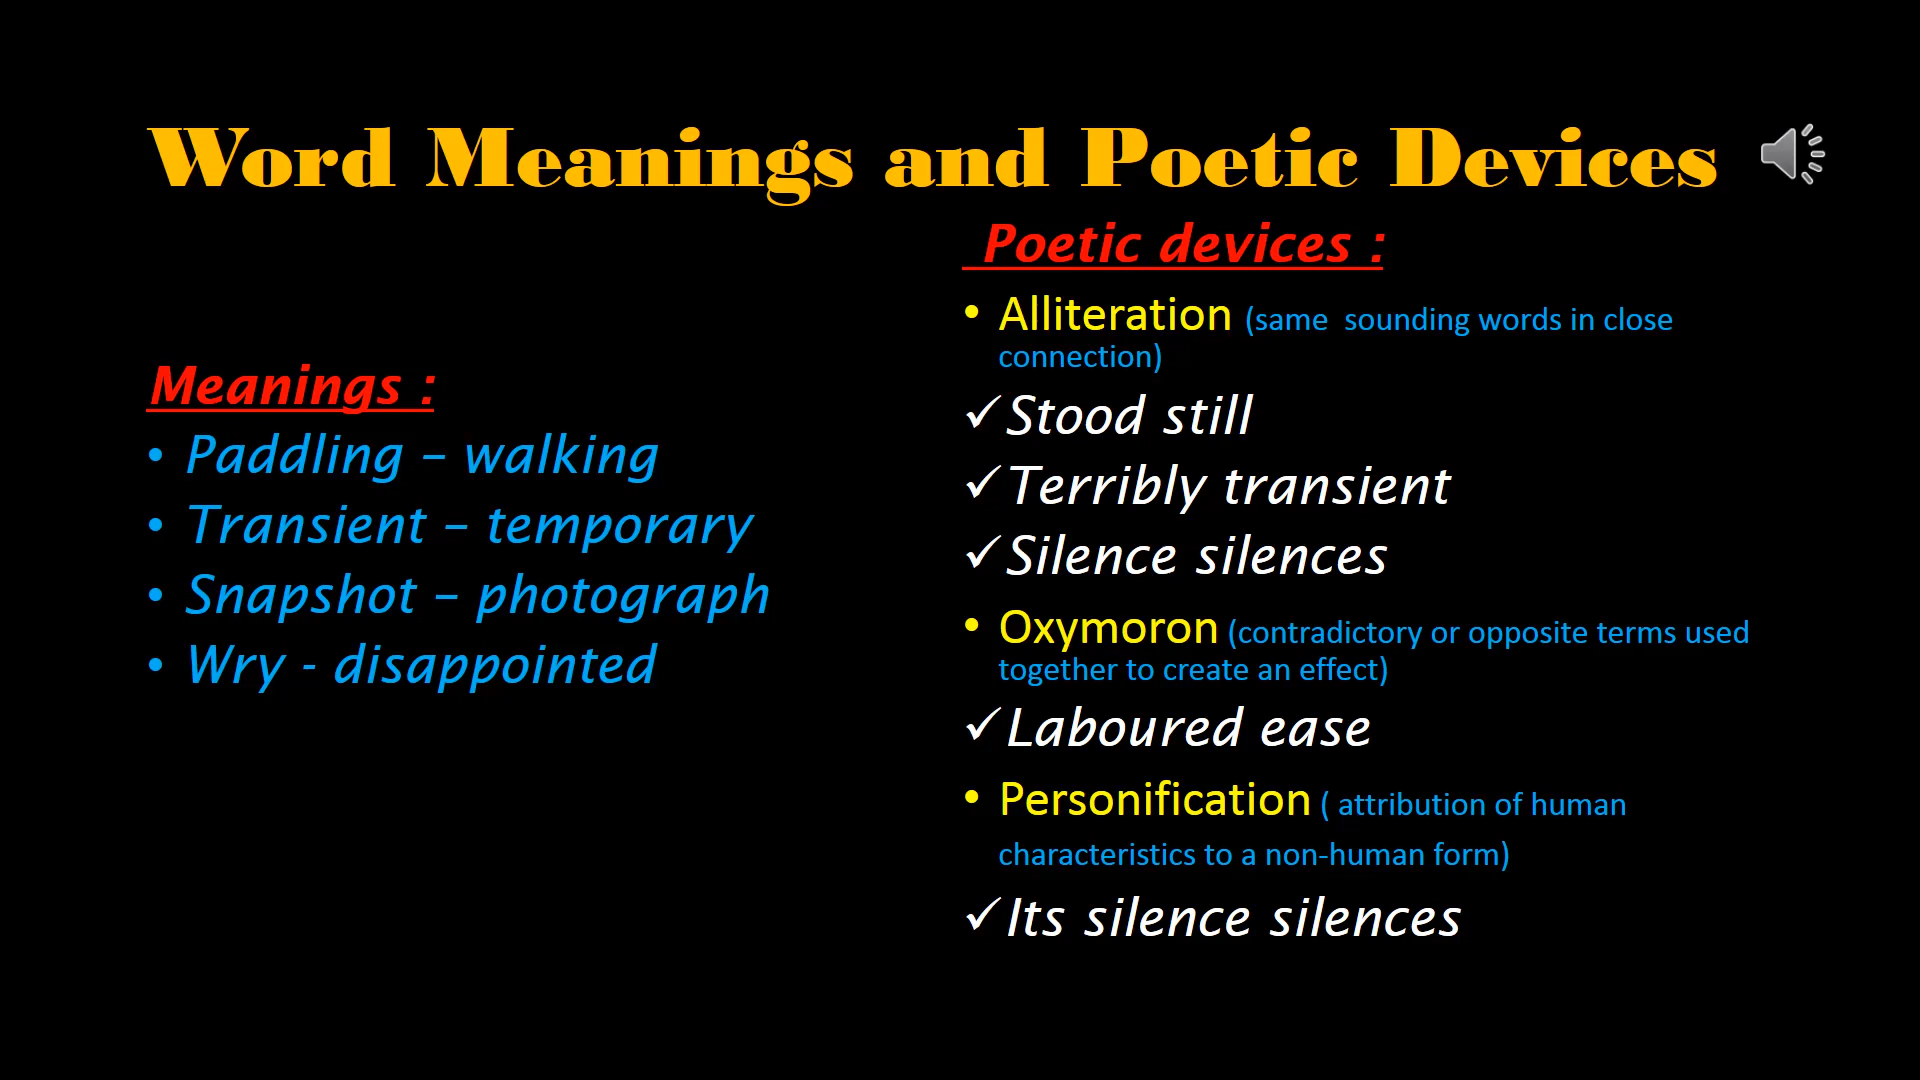 Word Meanings and Poetic Devices
Meanings :
• Paddling – walking
• Transient – temporary
• Snapshot – photograph
• Wry - disappointed
Poetic devices :
• Alliteration (same sounding words in close
connection)
✓Stood still
✓Terribly transient
✓Silence silences
• Oxymoron (contradictory or opposite terms used
together to create an effect)
✓Laboured ease
• Personification ( attribution of human
characteristics to a non-human form)
✓Its silence silences